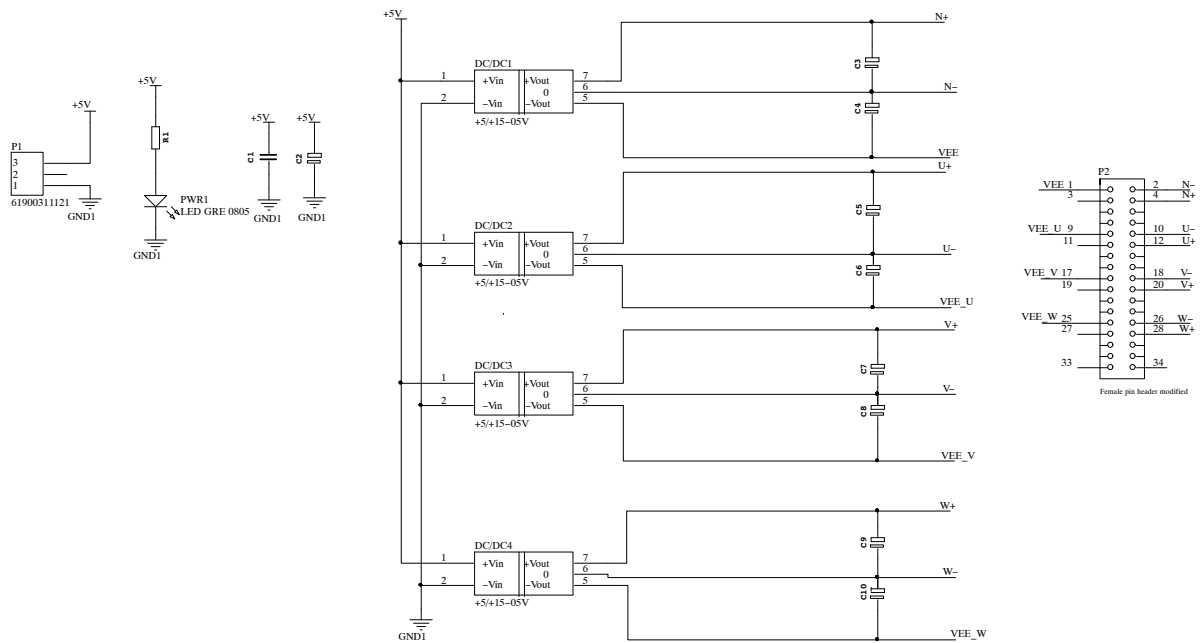 +5V
P1
3
2
1
61900311121
GND1
+5V
R1
PWR1
LED GRE 0805
GND1
+5V
C1
GND1
+5V
C2
GND1
+5V
DC/DC1
1
+Vin
+Vout
7
0
6
2
−Vin
−Vout
5
+5/+15−05V
N+
C3
N−
C4
VEE
DC/DC2
1
+Vin
+Vout
7
0
6
2
−Vin
−Vout
5
+5/+15−05V
U+
C5
U−
C6
VEE_U
DC/DC3
1
+Vin
+Vout
7
0
6
2
−Vin
−Vout
5
+5/+15−05V
V+
C7
V−
C8
VEE_V
DC/DC4
1
+Vin
+Vout
7
0
6
2
−Vin
−Vout
5
+5/+15−05V
GND1
W+
C9
W−
C10
VEE_W
P2
VEE 1 2 N−
3 4 N+
VEE_U 9 10 U−
11 12 U+
VEE_V 17 18 V−
19 20 V+
VEE_W 25 26 W−
27 28 W+
33 34
Female pin header modified